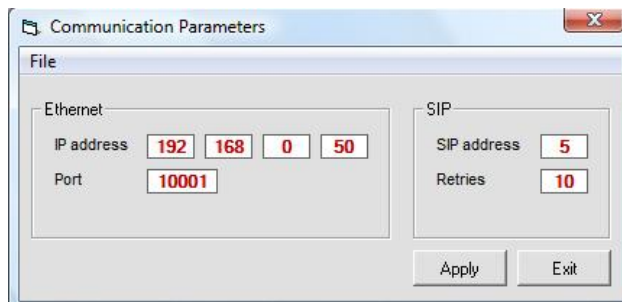 Communication Parameters
File
Ethernet
IP address 192 168 0 50
Port 10001
SIP
SIP address 5
Retries 10
Apply Exit